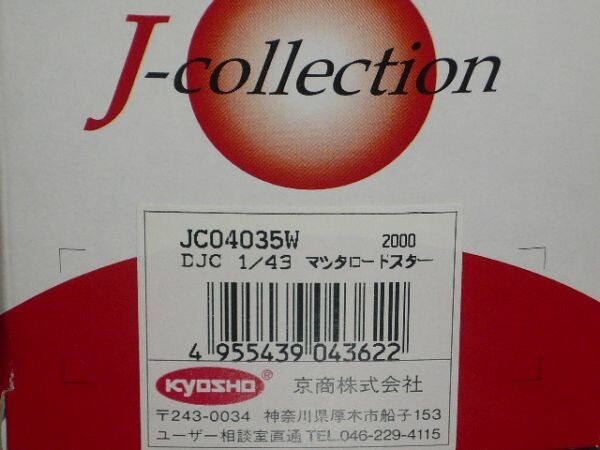 J-collection
JC04035W 2000
DJC 1/43 マツダロードスター
4 955439 043622
KYOSHO® 京商株式会社
〒243-0034 神奈川県厚木市船子153
ユーザー相談室直通 TEL.046-229-4115